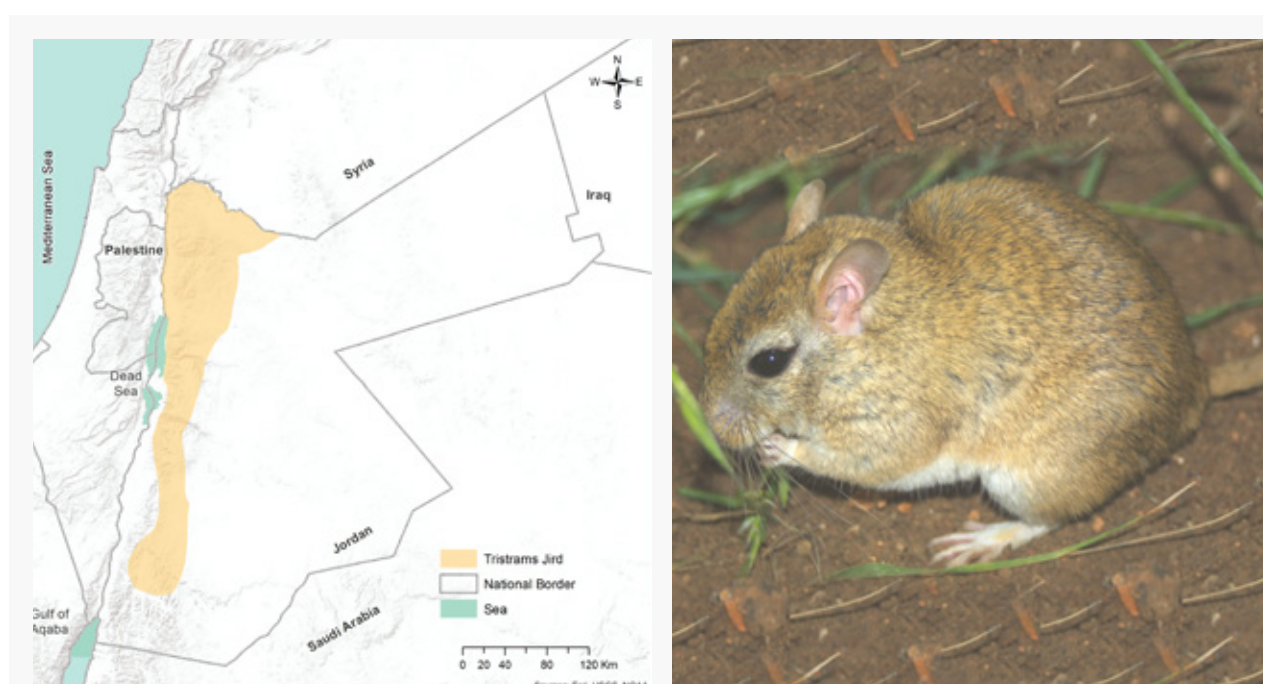 N
W E
S
Mediterranean Sea
Syria
Iraq
Palestine
Dead
Sea
Jordan
Saudi Arabia
Gulf of
Aqaba
Tristrams Jird
National Border
Sea
0 20 40 80 120 Km